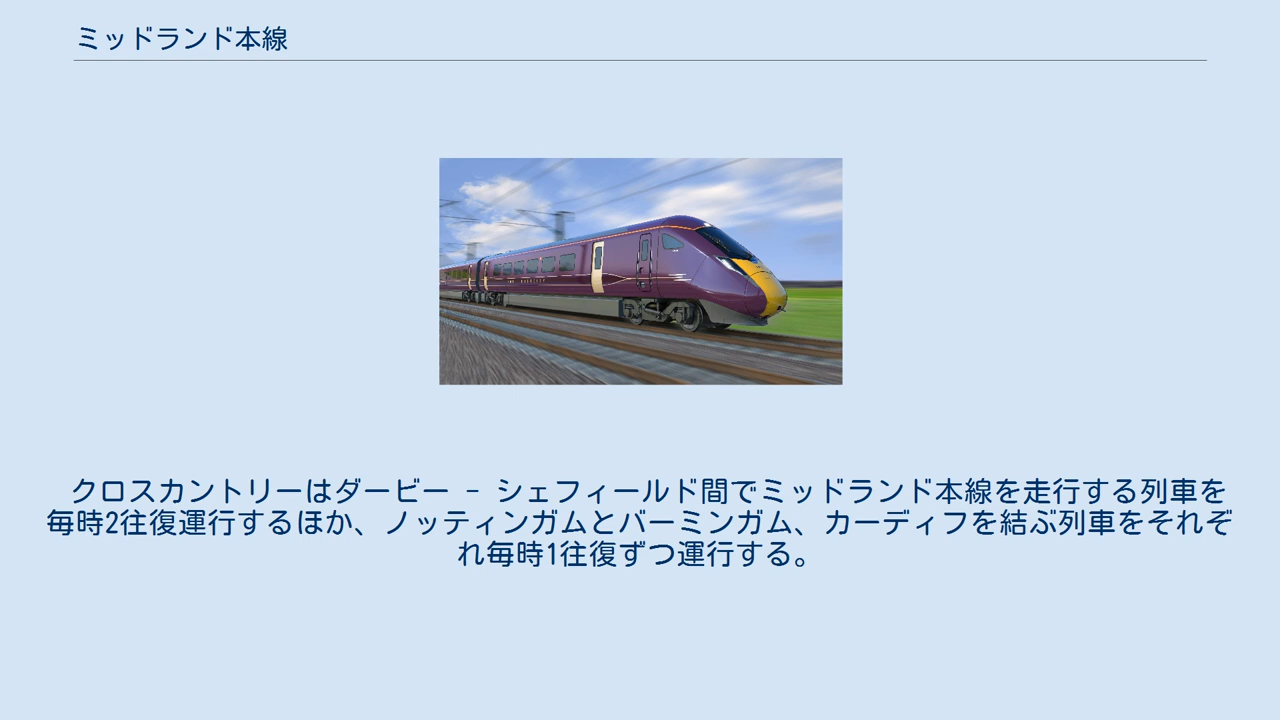 ミッドランド本線
クロスカントリーはダービー - シェフィールド間でミッドランド本線を走行する列車を
毎時2往復運行するほか、ノッティンガムとバーミンガム、カーディフを結ぶ列車をそれぞ
れ毎時1往復ずつ運行する。